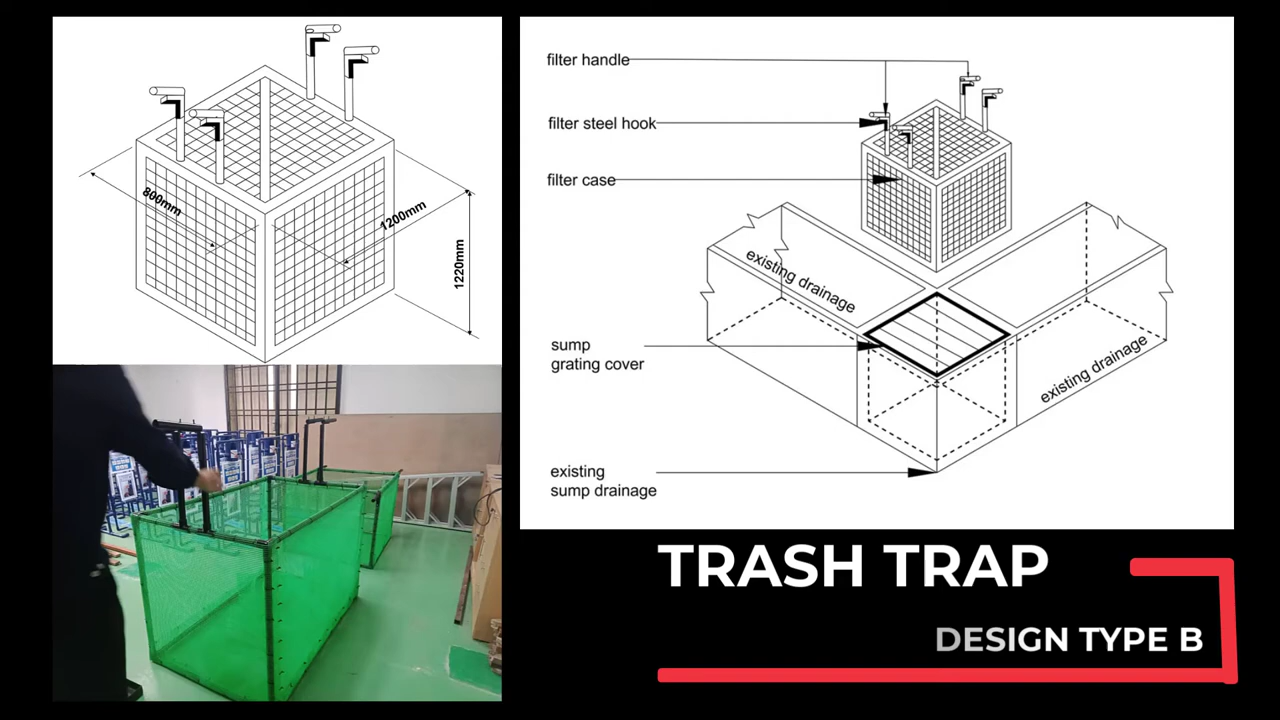 800mm
1200mm
1220mm
filter handle
filter steel hook
filter case
existing drainage
sump
grating cover
existing drainage
existing
sump drainage
TRASH TRAP
DESIGN TYPE B